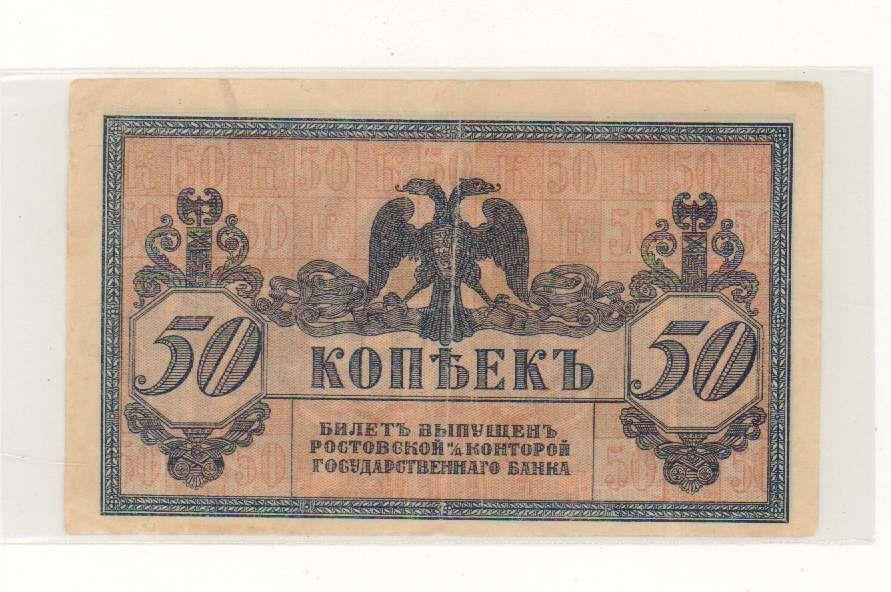 50 КОПѢЕКЪ 50
БИЛЕТЪ ВЫПУЩЕНЪ
РОСТОВСКОЙ Н/Д КОНТОРОЙ
ГОСУДАРСТВЕННАГО БАНКА